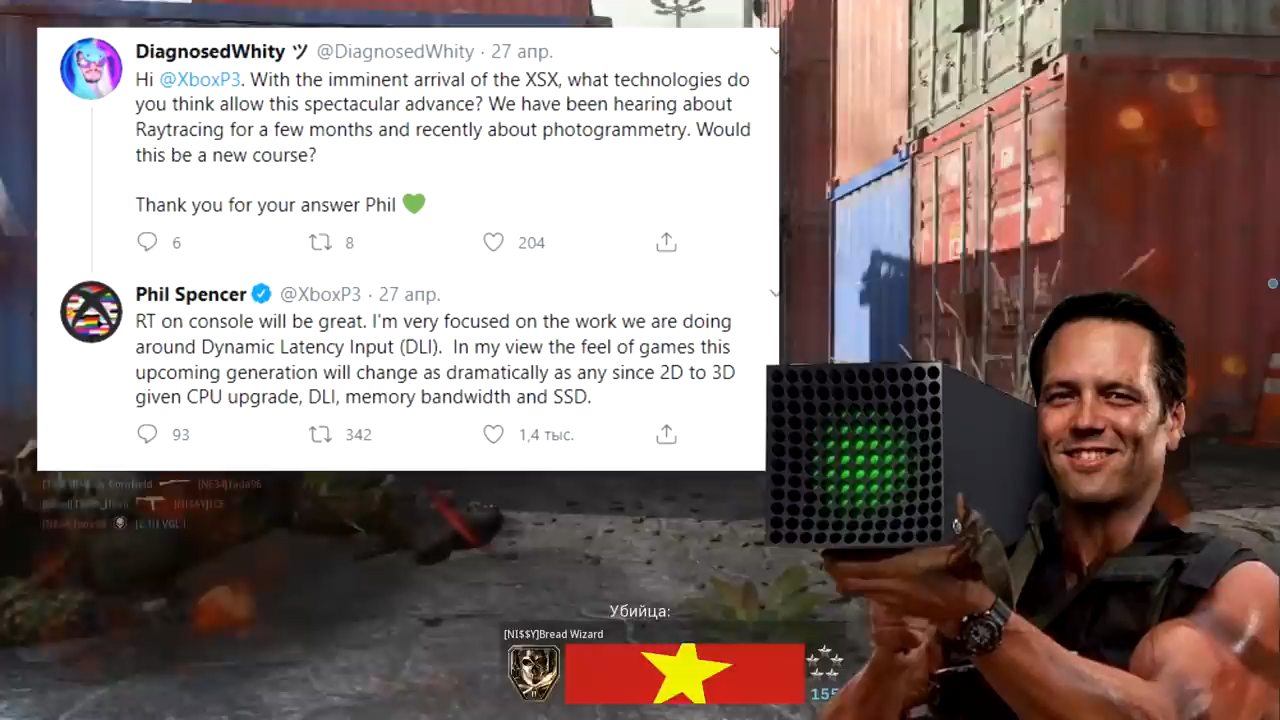 DiagnosedWhity ツ @DiagnosedWhity · 27 апр.
Hi @XboxP3. With the imminent arrival of the XSX, what technologies do
you think allow this spectacular advance? We have been hearing about
Raytracing for a few months and recently about photogrammetry. Would
this be a new course?
Thank you for your answer Phil 💚
6 8 204
Phil Spencer @XboxP3 · 27 апр.
RT on console will be great. I'm very focused on the work we are doing
around Dynamic Latency Input (DLI). In my view the feel of games this
upcoming generation will change as dramatically as any since 2D to 3D
given CPU upgrade, DLI, memory bandwidth and SSD.
93 342 1,4 тыс.
Убийца:
[NI$$Y]Bread Wizard
155